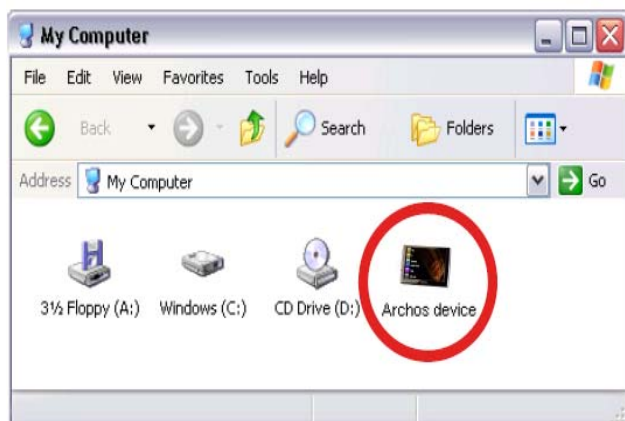 My Computer
File Edit View Favorites Tools Help
Back Search Folders
Address My Computer Go
3½ Floppy (A:) Windows (C:) CD Drive (D:) Archos device